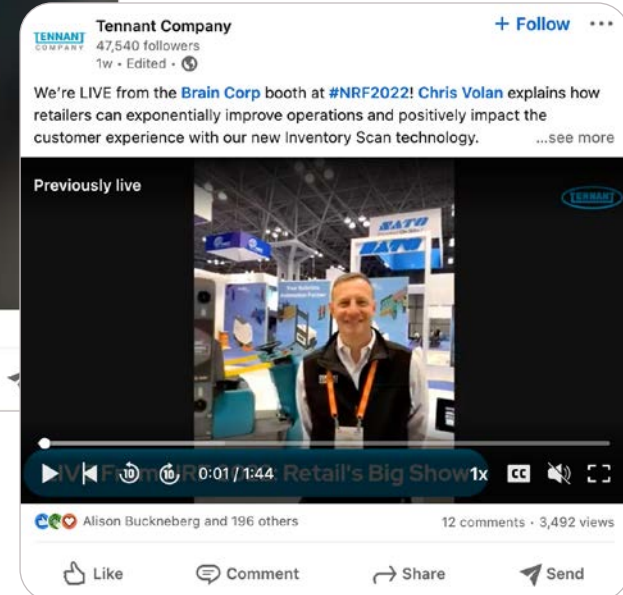 TENNANT
COMPANY
Tennant Company
47,540 followers
1w • Edited •
+ Follow •••
We're LIVE from the Brain Corp booth at #NRF2022! Chris Volan explains how
retailers can exponentially improve operations and positively impact the
customer experience with our new Inventory Scan technology. ...see more
Previously live
TENNANT
SATO
SATO
10
10
0:01 / 1:44
Retail's Big Show
1x
CC
Alison Buckneberg and 196 others
12 comments • 3,492 views
Like
Comment
Share
Send